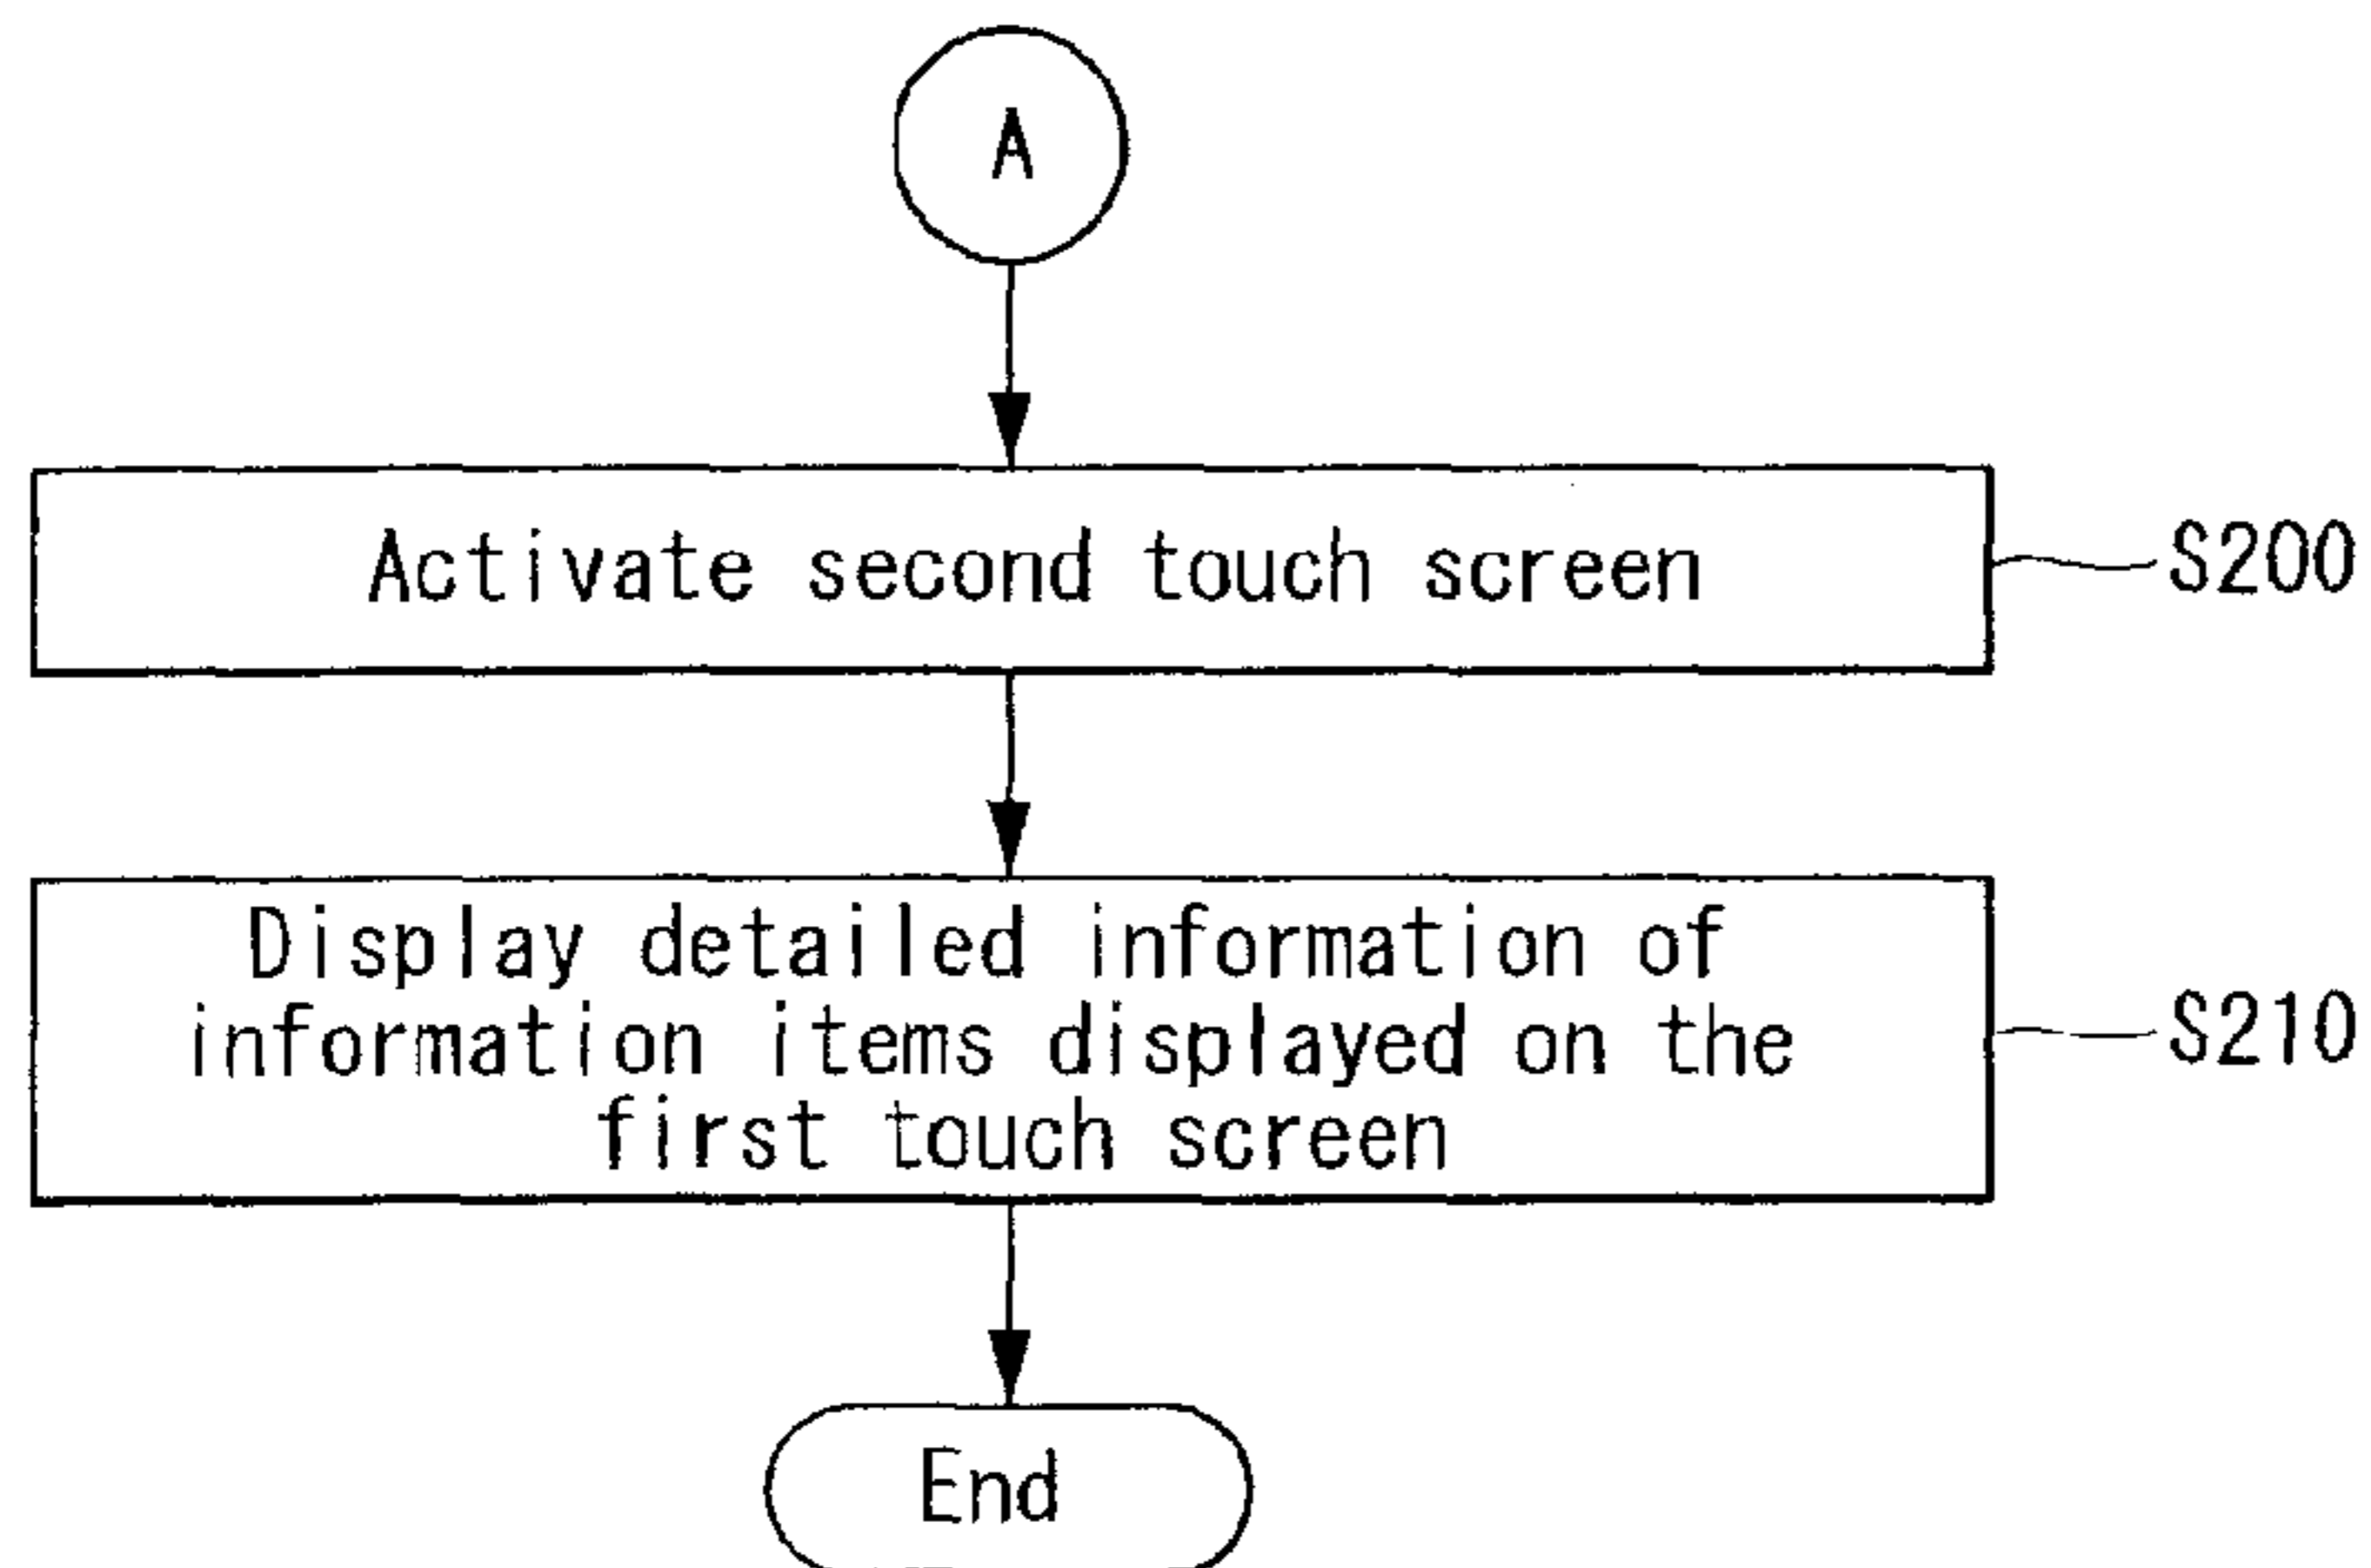 A
Activate second touch screen
S200
Display detailed information of
information items displayed on the
first touch screen
S210
End